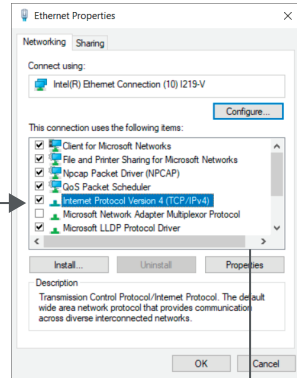 Ethernet Properties
Networking
Sharing
Connect using:
Intel(R) Ethernet Connection (10) I219-V
Configure...
This connection uses the following items:
Client for Microsoft Networks
File and Printer Sharing for Microsoft Networks
Npcap Packet Driver (NPCAP)
QoS Packet Scheduler
Internet Protocol Version 4 (TCP/IPv4)
Microsoft Network Adapter Multiplexor Protocol
Microsoft LLDP Protocol Driver
Install...
Uninstall
Properties
Description
Transmission Control Protocol/Internet Protocol. The default
wide area network protocol that provides communication
across diverse interconnected networks.
OK
Cancel